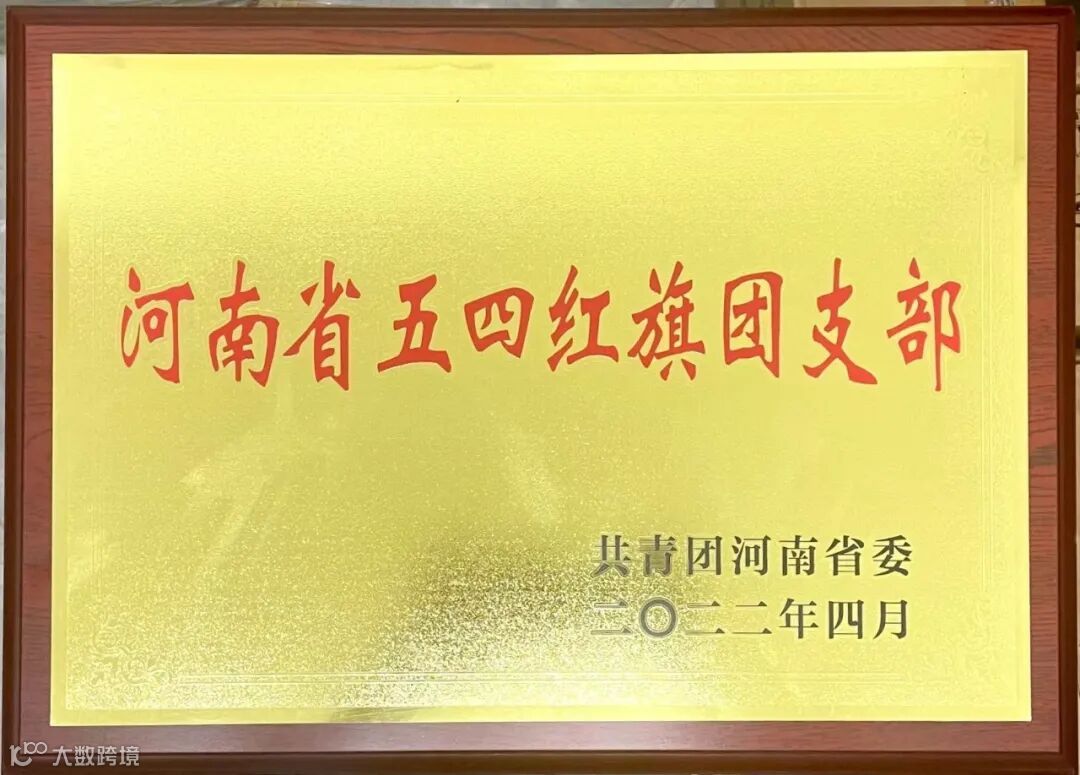 河南省五四红旗团支部
共青团河南省委
二〇二二年四月
大数跨境